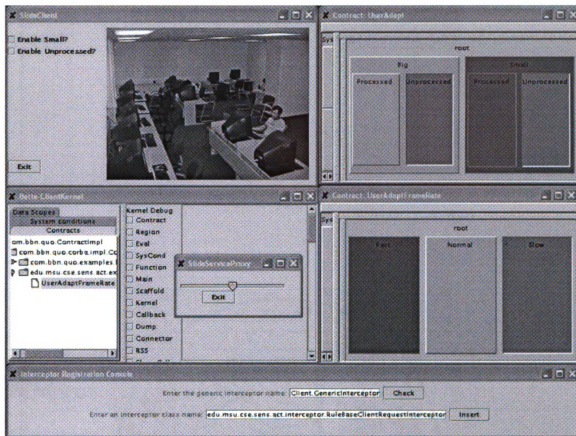 SlideClient
Enable Small?
Enable Unprocessed?
Exit
Contract: UserAdapt
Sys
root
Big
Small
Processed
Unprocessed
Processed
Unprocessed
Bette-ClientKernel
Data Scopes
System conditions
Contracts
om.bbn.quo.ContractImpl
com.bbn.quo.corba.impl.Co
com.bbn.quo.examples.
edu.msu.cse.sens.act.ex
UserAdaptFrameRate
Kernel Debug
Contract
Region
Eval
SysCond
Function
Main
Scaffold
Kernel
Callback
Dump
Connector
RSS
SlideServiceProxy
Exit
Contract: UserAdaptFrameRate
Sys
root
Fast
Normal
Slow
Interceptor Registration Console
Enter the generic interceptor name: Client.GenericInterceptor Check
Enter an interceptor class name: edu.msu.cse.sens.act.interceptor.RuleBaseClientRequestInterceptor Insert